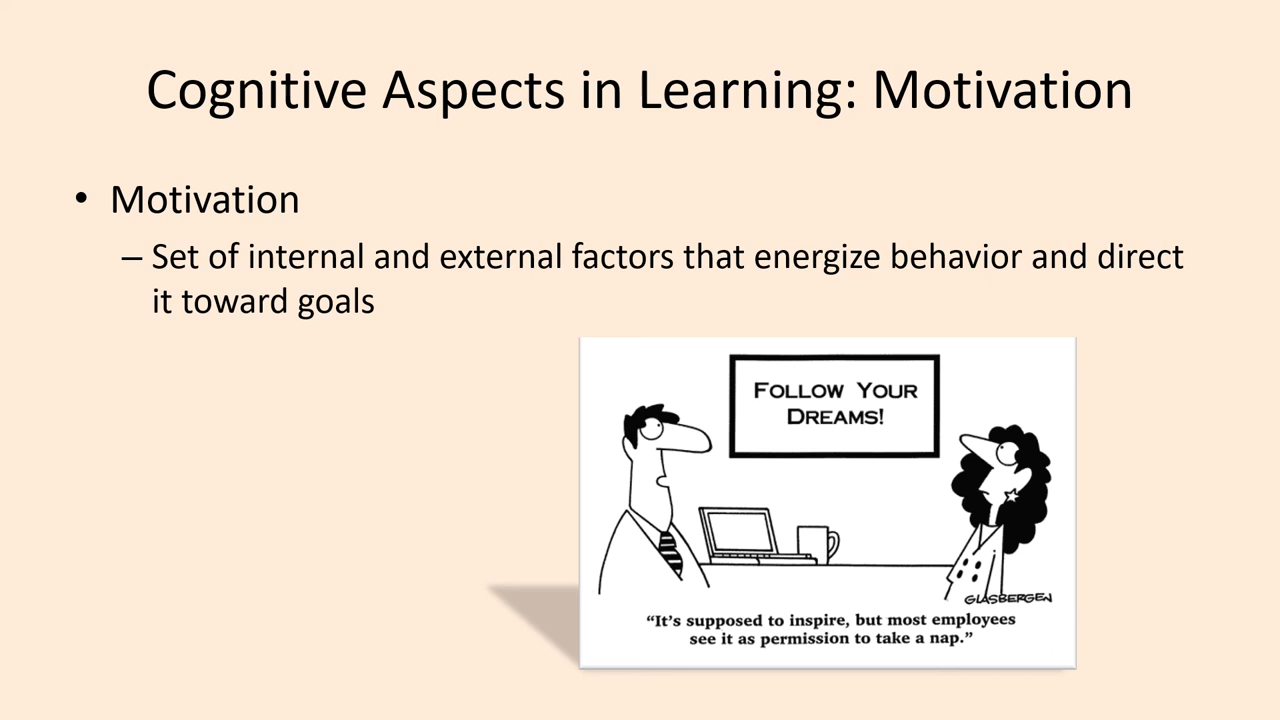 Cognitive Aspects in Learning: Motivation
• Motivation
– Set of internal and external factors that energize behavior and direct
it toward goals
FOLLOW YOUR
DREAMS!
GLASBERGEN
“It’s supposed to inspire, but most employees
see it as permission to take a nap.”